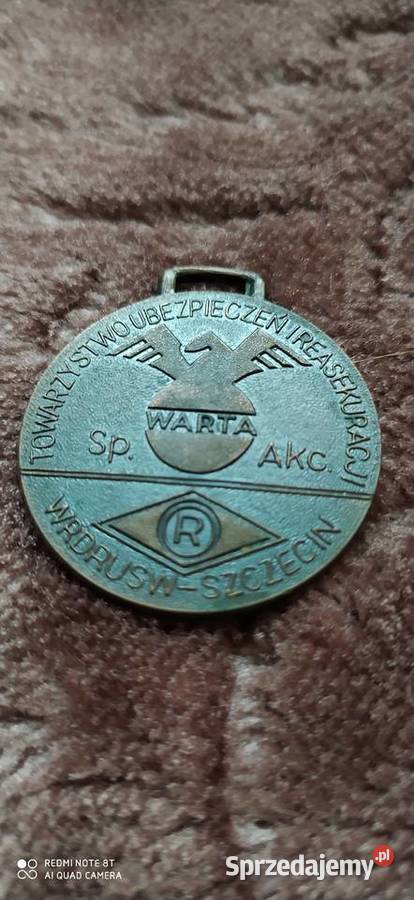 TOWARZYSTWO UBEZPIECZEŃ I REASEKURACJI
WARTA
Sp. Akc.
R
WRDRUSW-SZCZECIN
REDMI NOTE 8T
AI QUAD CAMERA
Sprzedajemy.pl